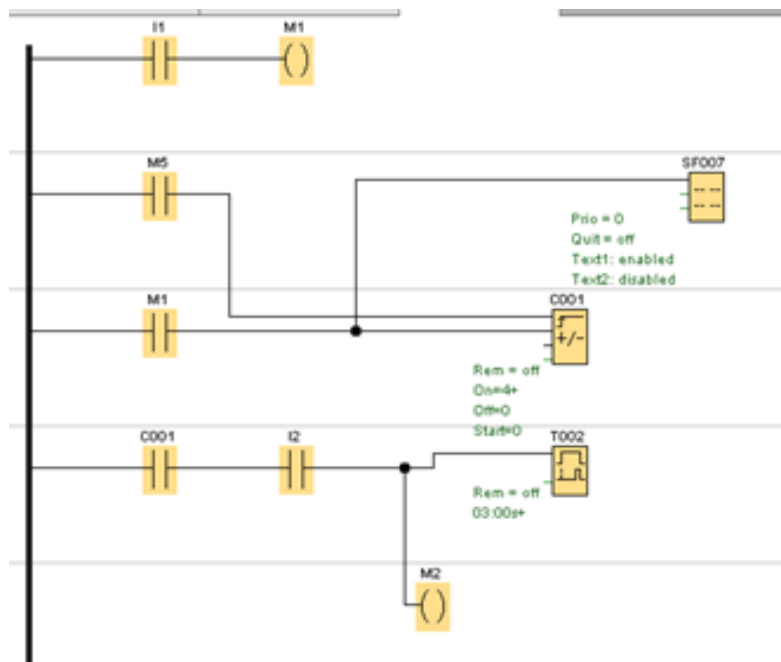 I1
M1
M5
SF007
Prio = 0
Quit = off
Text1: enabled
Text2: disabled
M1
C001
+/-
Rem = off
On=4+
Off=0
Start=0
C001
I2
T002
Rem = off
03:00s+
M2